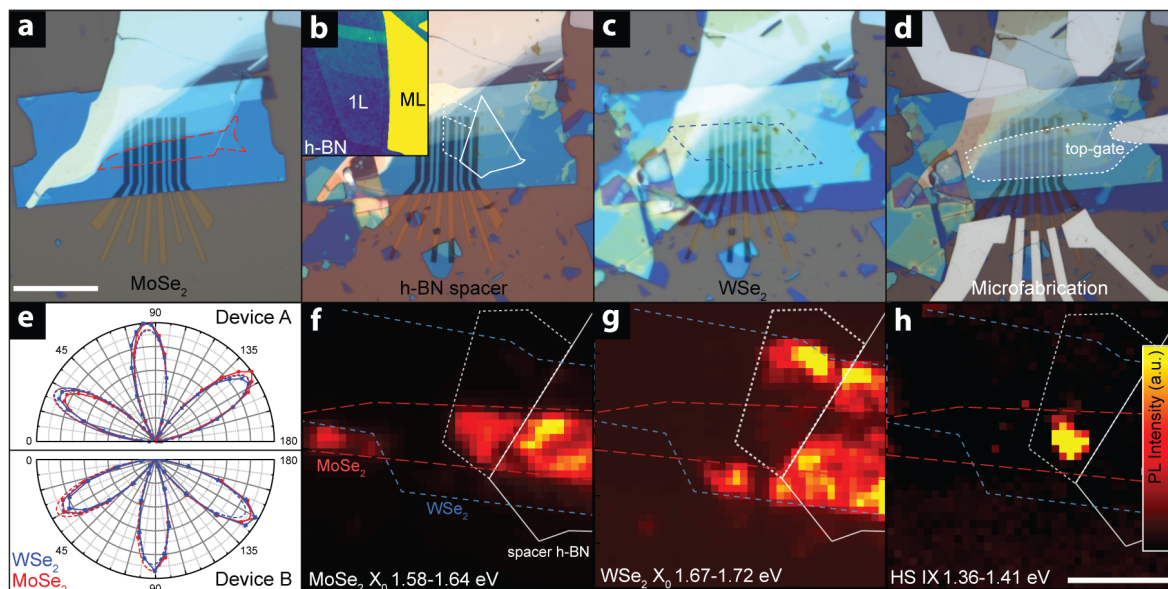 a
MoSe2
b
1L
ML
h-BN
h-BN spacer
c
WSe2
d
top-gate
Microfabrication
e
Device A
90
45
135
0
180
0
180
45
135
90
WSe2
MoSe2
Device B
f
MoSe2
WSe2
spacer h-BN
MoSe2 X0 1.58-1.64 eV
g
WSe2 X0 1.67-1.72 eV
h
PL Intensity (a.u.)
HS IX 1.36-1.41 eV